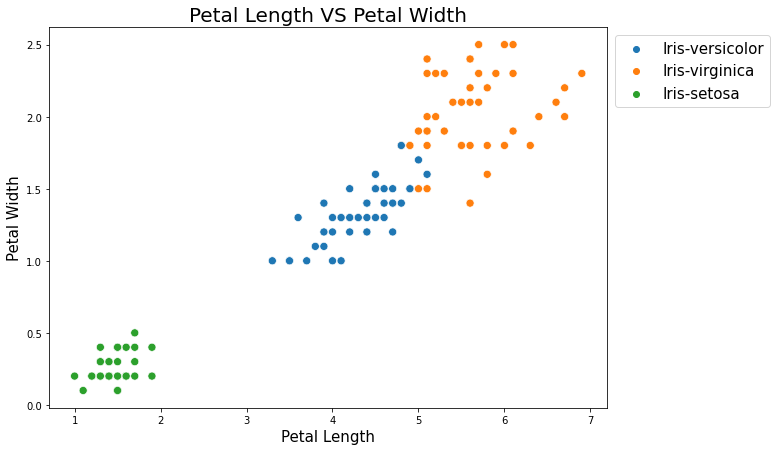 Petal Length VS Petal Width
Iris-versicolor
Iris-virginica
Iris-setosa
Petal Width
2.5
2.0
1.5
1.0
0.5
0.0
1 2 3 4 5 6 7
Petal Length